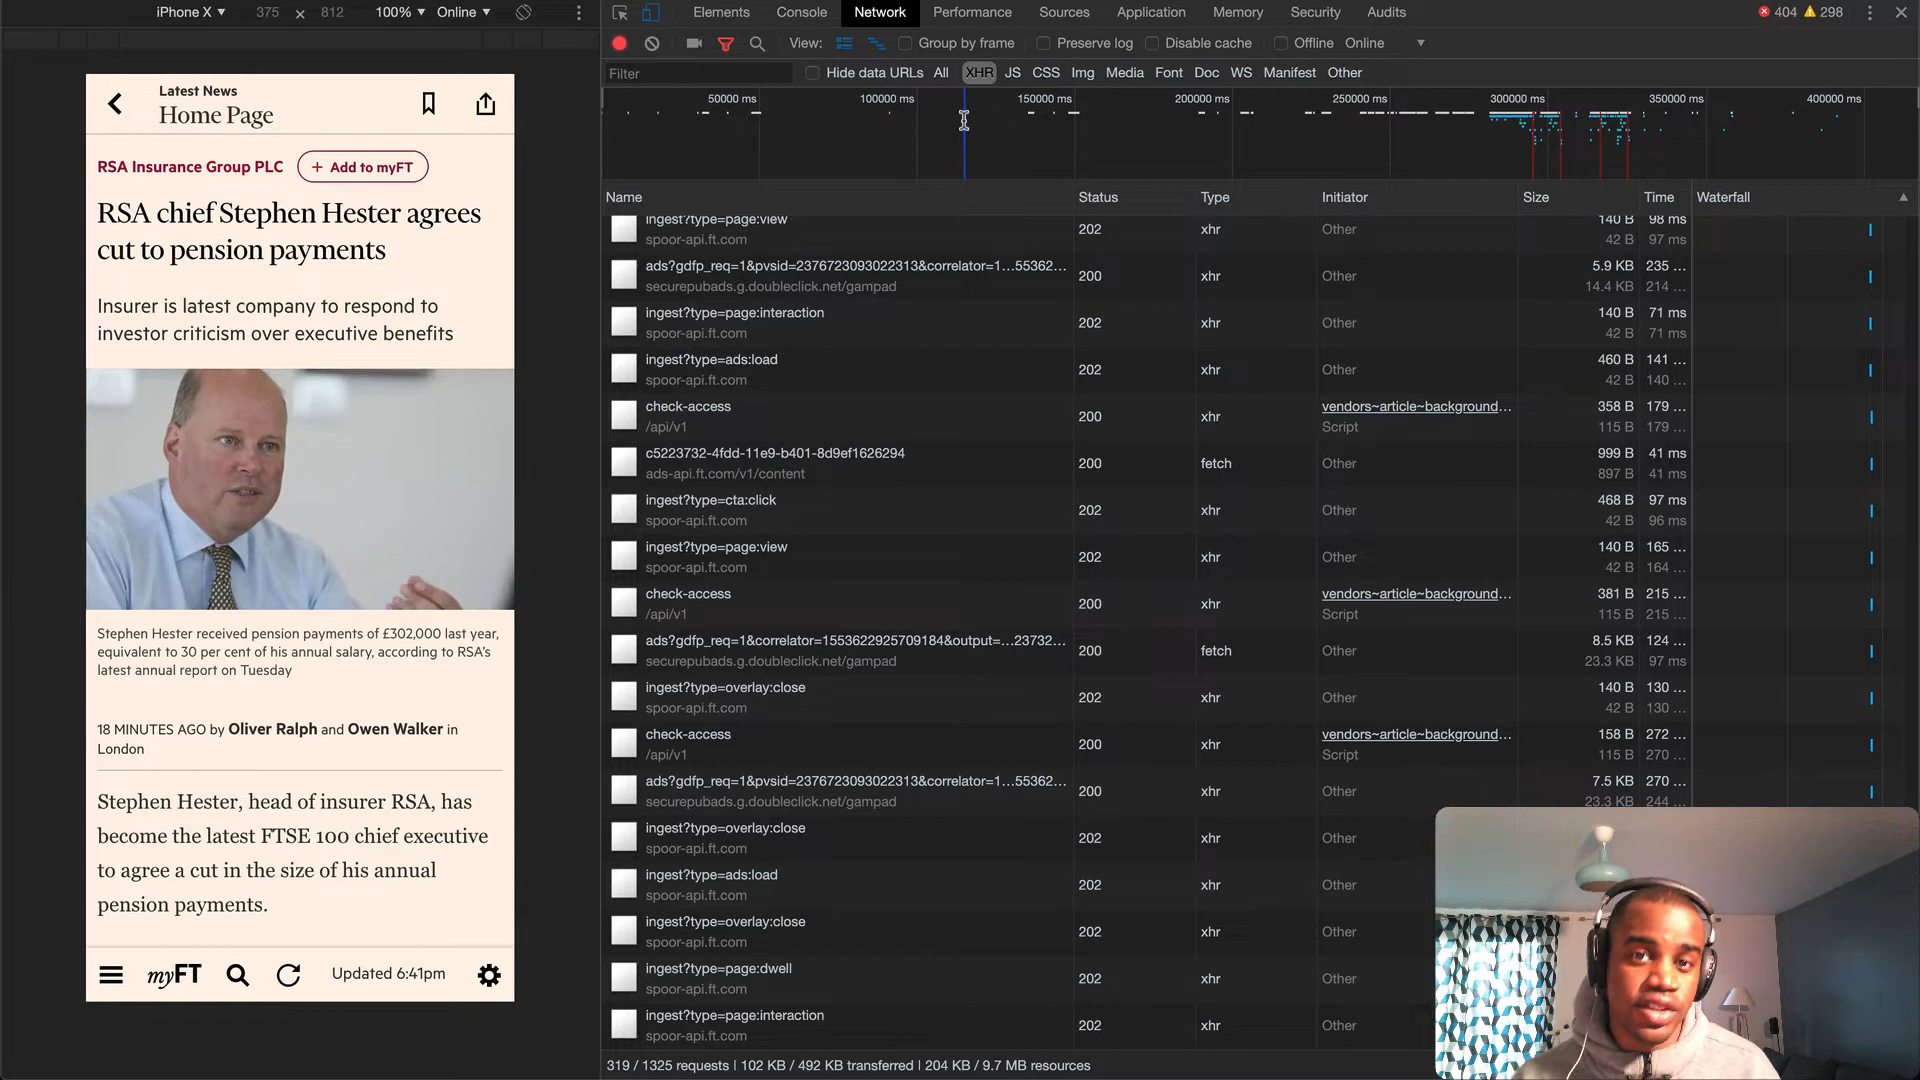 iPhone X ▼ 375 × 812 100% ▼ Online ▼
Latest News
Home Page
RSA Insurance Group PLC + Add to myFT
RSA chief Stephen Hester agrees
cut to pension payments
Insurer is latest company to respond to
investor criticism over executive benefits
Stephen Hester received pension payments of £302,000 last year,
equivalent to 30 per cent of his annual salary, according to RSA's
latest annual report on Tuesday
18 MINUTES AGO by Oliver Ralph and Owen Walker in
London
Stephen Hester, head of insurer RSA, has
become the latest FTSE 100 chief executive
to agree a cut in the size of his annual
pension payments.
myFT Updated 6:41pm
Elements Console Network Performance Sources Application Memory Security Audits 404 298
View: Group by frame Preserve log Disable cache Offline Online ▼
Filter Hide data URLs All XHR JS CSS Img Media Font Doc WS Manifest Other
50000 ms 100000 ms 150000 ms 200000 ms 250000 ms 300000 ms 350000 ms 400000 ms
Name Status Type Initiator Size Time Waterfall
ingest?type=page:view 202 xhr Other 140 B 98 ms
spoor-api.ft.com 42 B 97 ms
ads?gdfp_req=1&pvsid=2376723093022313&correlator=1…55362… 200 xhr Other 5.9 KB 235 …
securepubads.g.doubleclick.net/gampad 14.4 KB 214 …
ingest?type=page:interaction 202 xhr Other 140 B 71 ms
spoor-api.ft.com 42 B 71 ms
ingest?type=ads:load 202 xhr Other 460 B 141 …
spoor-api.ft.com 42 B 140 …
check-access 200 xhr vendors~article~background… 358 B 179 …
/api/v1 Script 115 B 179 …
c5223732-4fdd-11e9-b401-8d9ef1626294 200 fetch Other 999 B 41 ms
ads-api.ft.com/v1/content 897 B 41 ms
ingest?type=cta:click 202 xhr Other 468 B 97 ms
spoor-api.ft.com 42 B 96 ms
ingest?type=page:view 202 xhr Other 140 B 165 …
spoor-api.ft.com 42 B 164 …
check-access 200 xhr vendors~article~background… 381 B 215 …
/api/v1 Script 115 B 215 …
ads?gdfp_req=1&correlator=1553622925709184&output=…23732… 200 fetch Other 8.5 KB 124 …
securepubads.g.doubleclick.net/gampad 23.3 KB 97 ms
ingest?type=overlay:close 202 xhr Other 140 B 130 …
spoor-api.ft.com 42 B 130 …
check-access 200 xhr vendors~article~background… 158 B 272 …
/api/v1 Script 115 B 270 …
ads?gdfp_req=1&pvsid=2376723093022313&correlator=1…55362… 200 xhr Other 7.5 KB 270 …
securepubads.g.doubleclick.net/gampad 23.3 KB 244 …
ingest?type=overlay:close 202 xhr Other
spoor-api.ft.com
ingest?type=ads:load 202 xhr Other
spoor-api.ft.com
ingest?type=overlay:close 202 xhr Other
spoor-api.ft.com
ingest?type=page:dwell 202 xhr Other
spoor-api.ft.com
ingest?type=page:interaction 202 xhr Other
spoor-api.ft.com
319 / 1325 requests | 102 KB / 492 KB transferred | 204 KB / 9.7 MB resources